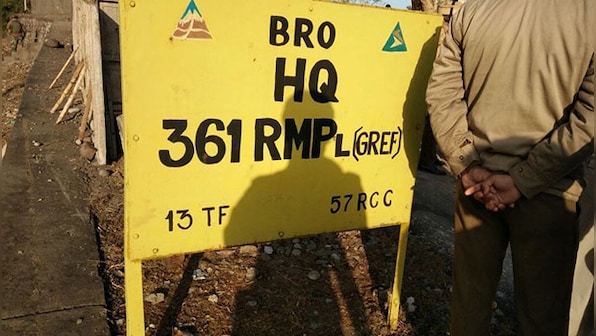 BRO
HQ
361 RMPL (GREF)
13 TF 57 RCC